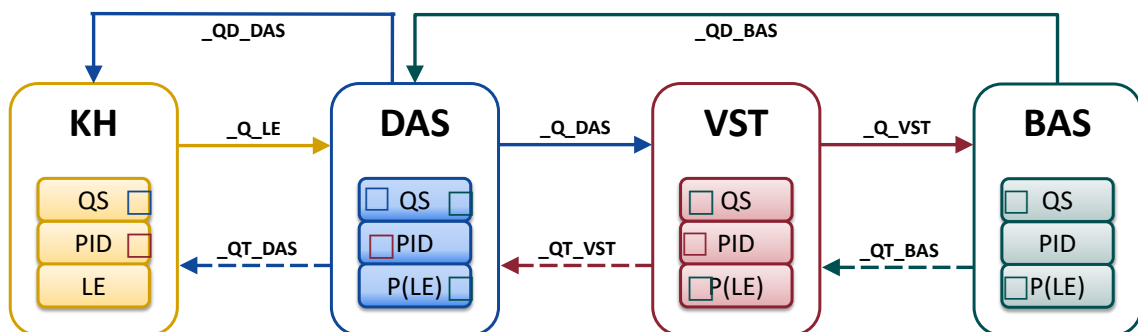 _QD_DAS
_QD_BAS
KH
_Q_LE
DAS
_Q_DAS
VST
_Q_VST
BAS
QS
QS
QS
QS
PID
_QT_DAS
PID
_QT_VST
PID
_QT_BAS
PID
LE
P(LE)
P(LE)
P(LE)